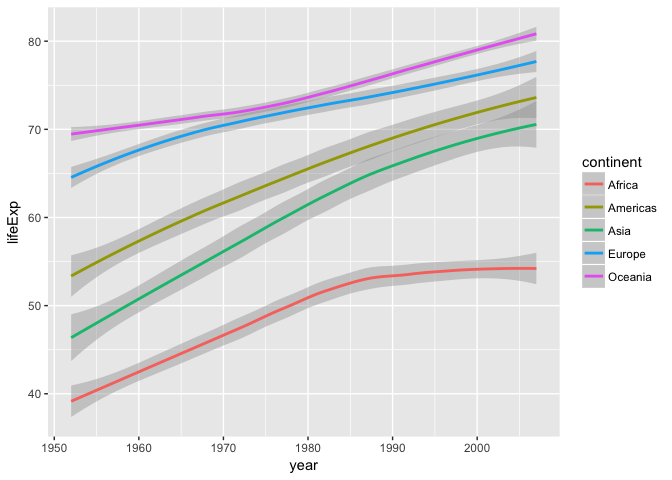 80
70
60
50
40
lifeExp
1950 1960 1970 1980 1990 2000
year
continent
Africa
Americas
Asia
Europe
Oceania